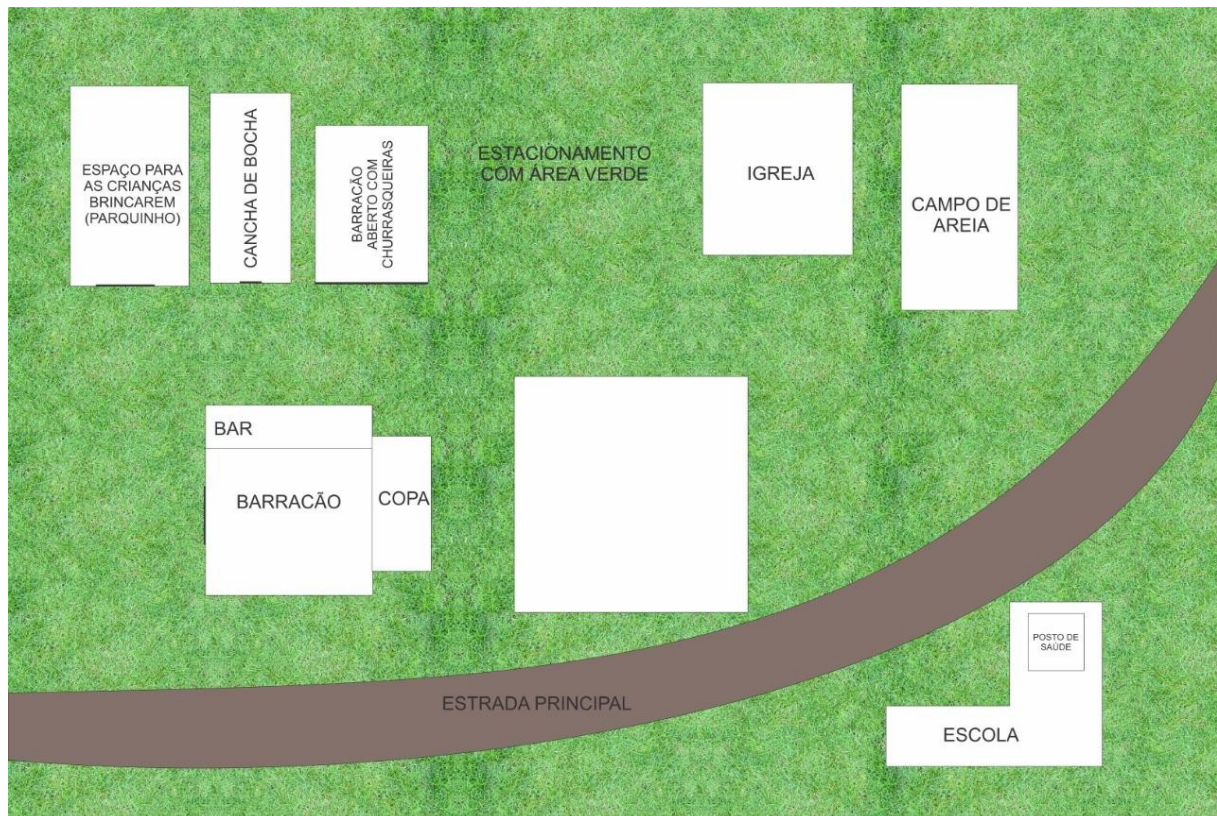 ESPAÇO PARA
AS CRIANÇAS
BRINCAREM
(PARQUINHO)
CANCHA DE BOCHA
BARRACÃO
ABERTO COM
CHURRASQUEIRAS
ESTACIONAMENTO
COM ÁREA VERDE
IGREJA
CAMPO DE
AREIA
BAR
BARRACÃO
COPA
POSTO DE
SAÚDE
ESTRADA PRINCIPAL
ESCOLA